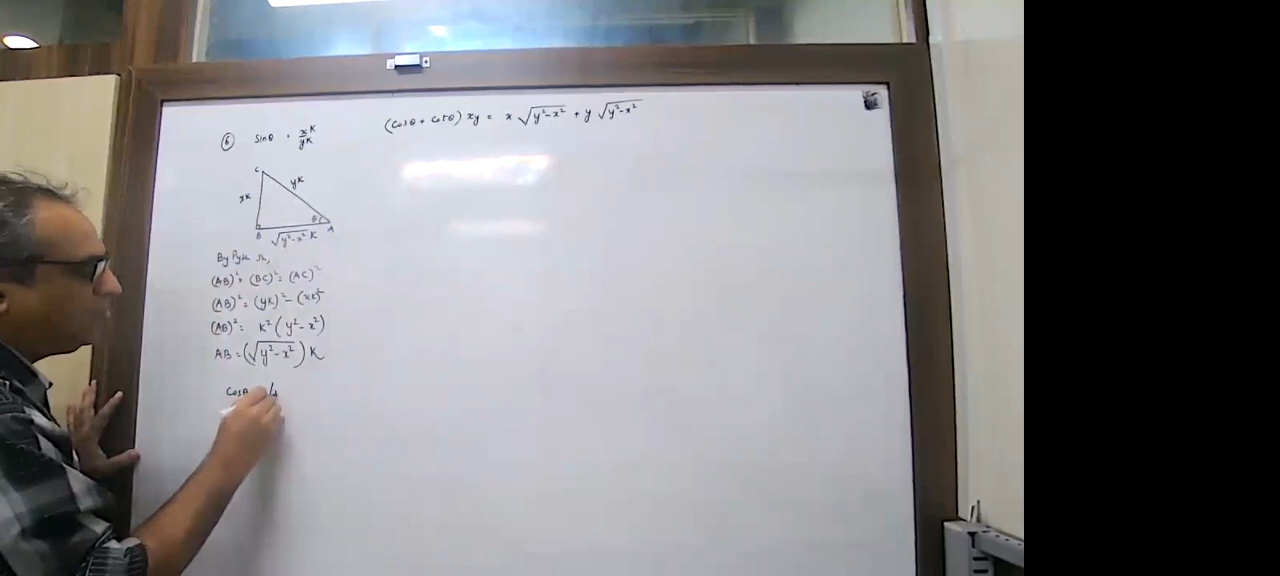 ⑥ Sinθ = xK/yK
(Cosθ + Cotθ) xy = x √(y²-x²) + y √(y²-x²)
C
yK
xK
θ
B
A
√(y²-x²) K
By Pyth
(AB)² + (BC)² = (AC)²
(AB)² = (yK)² - (xK)²
(AB)² = K² ( y² - x² )
AB = (√(y²-x²) ) K
Cosθ